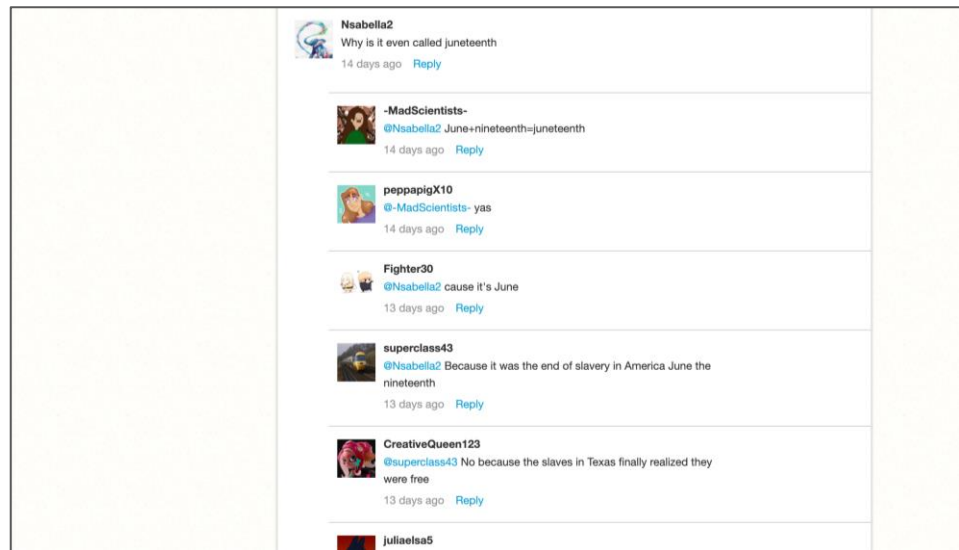 Nsabella2
Why is it even called juneteenth
14 days ago Reply
-MadScientists-
@Nsabella2 June+nineteenth=juneteenth
14 days ago Reply
peppapigX10
@-MadScientists- yas
14 days ago Reply
Fighter30
@Nsabella2 cause it's June
13 days ago Reply
superclass43
@Nsabella2 Because it was the end of slavery in America June the
nineteenth
13 days ago Reply
CreativeQueen123
@superclass43 No because the slaves in Texas finally realized they
were free
13 days ago Reply
juliaelsa5